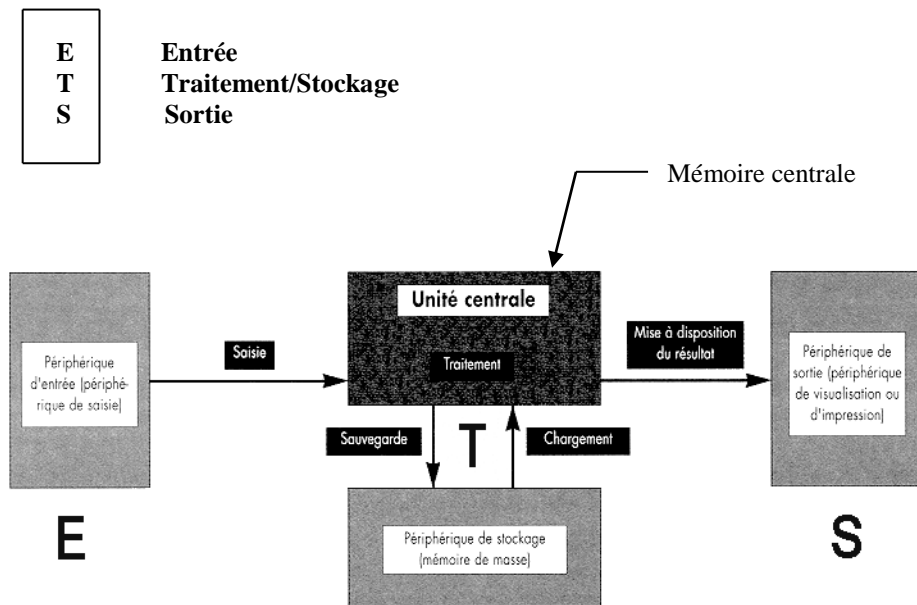 E Entrée
T Traitement/Stockage
S Sortie
Mémoire centrale
Unité centrale
Traitement
Saisie
Mise à disposition
du résultat
Périphérique
d'entrée (périphé-
rique de saisie)
Périphérique de
sortie (périphérique
de visualisation ou
d'impression)
Sauvegarde
T
Chargement
E
Périphérique de stockage
(mémoire de masse)
S